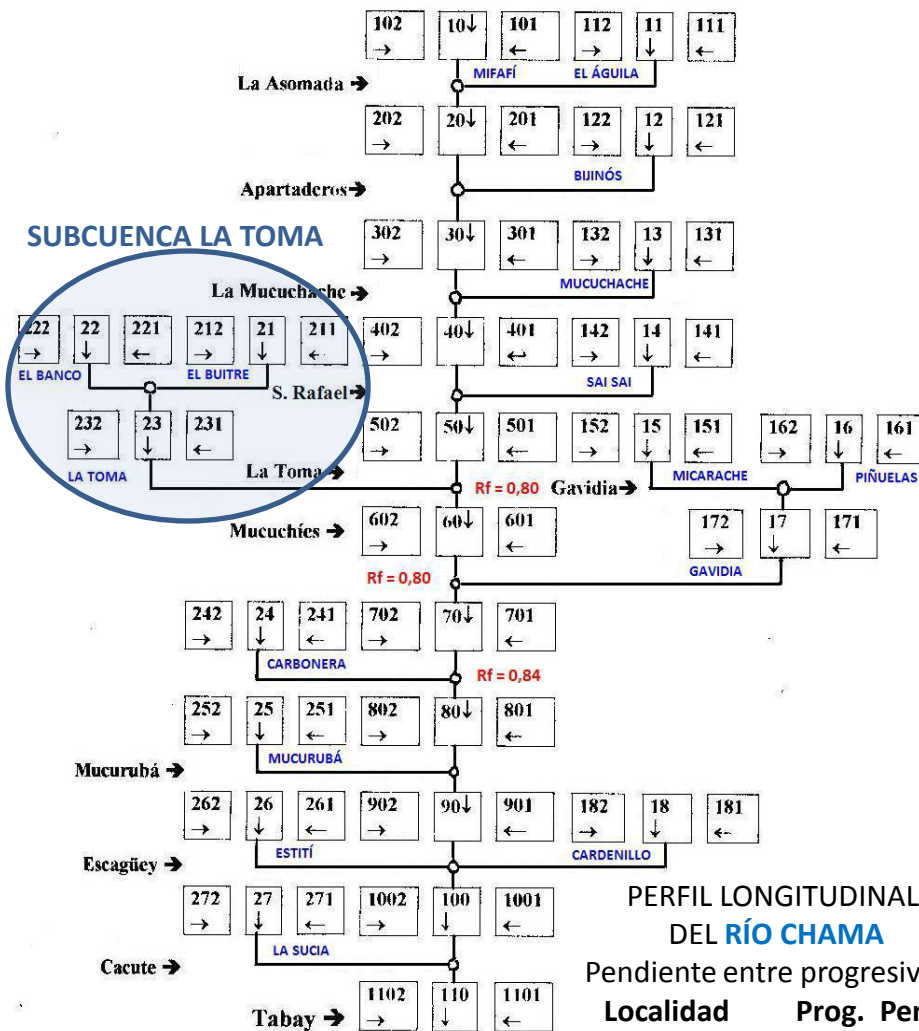 102 → 10↓ 101 ← 112 → 11 ↓ 111 ←
MIFAFÍ EL ÁGUILA
La Asomada →
202 → 20↓ 201 ← 122 → 12 ↓ 121 ←
BIJINÓS
Apartaderos →
SUBCUENCA LA TOMA
302 → 30↓ 301 ← 132 → 13 ↓ 131 ←
MUCUCHACHE
La Mucuchache →
222 → 22 ↓ 221 ← 212 → 21 ↓ 211 ← 402 → 40↓ 401 ↩ 142 → 14 ↓ 141 ←
EL BANCO EL BUITRE SAI SAI
S. Rafael →
232 → 23 ↓ 231 ← 502 → 50↓ 501 ← 152 → 15 ↓ 151 ← 162 → 16 ↓ 161 ←
LA TOMA MICARACHE PIÑUELAS
La Toma → Rf = 0,80 Gavidia →
Mucuchíes → 602 → 60↓ 601 ← 172 → 17 ↓ 171 ←
GAVIDIA
Rf = 0,80
242 → 24 ↓ 241 ← 702 → 70↓ 701 ←
CARBONERA
Rf = 0,84
252 → 25 ↓ 251 ← 802 → 80↓ 801 ←
MUCURUBÁ
Mucurubá →
262 → 26 ↓ 261 ← 902 → 90↓ 901 ← 182 → 18 ↓ 181 ←
ESTITÍ CARDENILLO
Escagüey →
272 → 27 ↓ 271 ← 1002 → 100 ↓ 1001 ←
LA SUCIA
Cacute →
Tabay → 1102 → 110 ↓ 1101 ←
PERFIL LONGITUDINAL
DEL RÍO CHAMA
Pendiente entre progresiv
Localidad Prog. Per